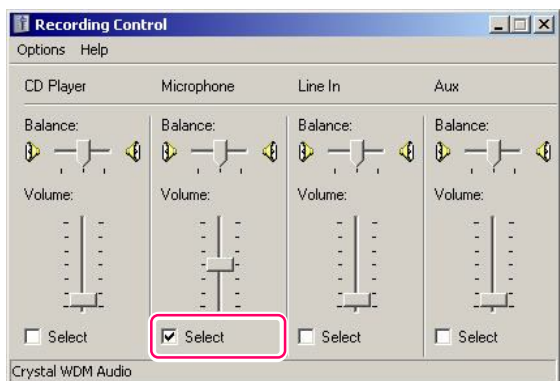 Recording Control
Options Help
CD Player Microphone Line In Aux
Balance: Balance: Balance: Balance:
Volume: Volume: Volume: Volume:
Select Select Select Select
Crystal WDM Audio